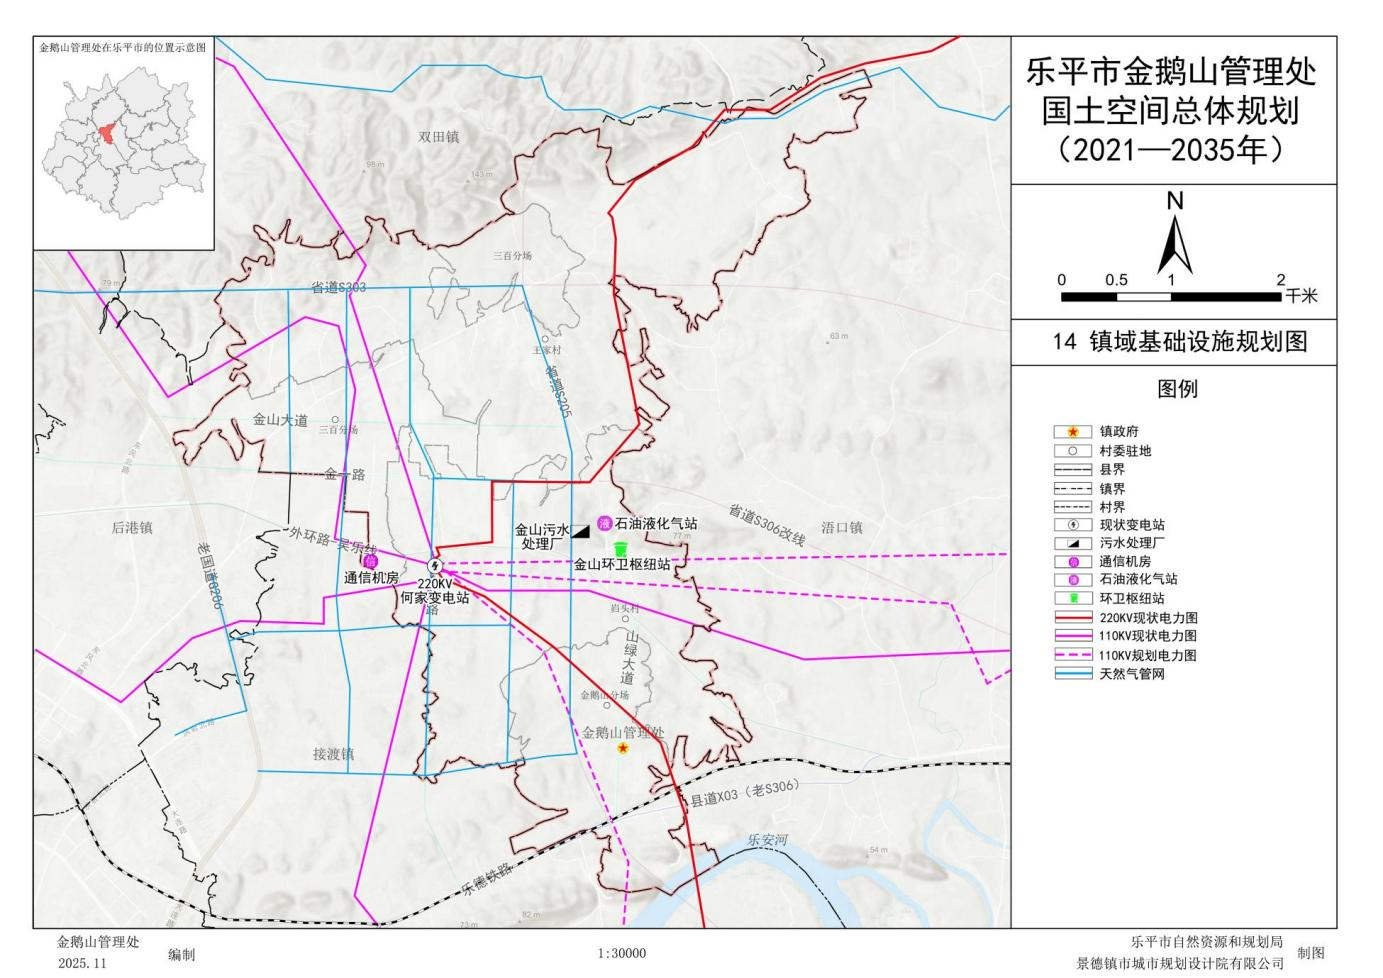 金鹅山管理处在乐平市的位置示意图
乐平市金鹅山管理处
国土空间总体规划
（2021—2035年）
N
0 0.5 1 2
千米
14 镇域基础设施规划图
图例
镇政府
村委驻地
县界
镇界
村界
现状变电站
污水处理厂
信 通信机房
液 石油液化气站
环卫枢纽站
220KV现状电力图
110KV现状电力图
110KV规划电力图
天然气管网
双田镇
98 m
143 m
三百分场
79 m
省道S303
王家村
63 m
省道S205
金山大道
三百分场
金一路
后港镇
外环路-吴乐线
金山污水
处理厂
液 石油液化气站
省道S306改线
浯口镇
77 m
金山环卫枢纽站
信
通信机房
220KV
何家变电站
路
老国道G206
山绿大道
金鹅山分场
金鹅山管理处
接渡镇
县道X03（老S306）
乐安河
54 m
乐德铁路
82 m
73 m
金鹅山管理处
2025.11
编制
1:30000
乐平市自然资源和规划局
景德镇市城市规划设计院有限公司
制图